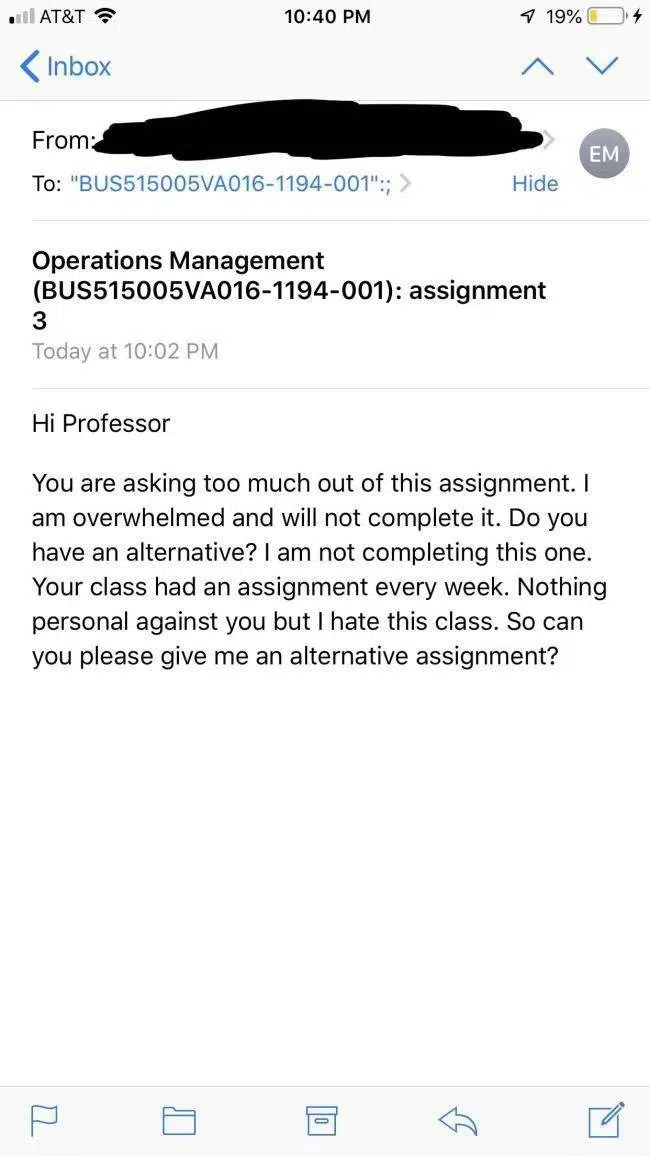 AT&T 10:40 PM 19%
Inbox
From:
EM
To: "BUS515005VA016-1194-001":; Hide
Operations Management
(BUS515005VA016-1194-001): assignment
3
Today at 10:02 PM
Hi Professor
You are asking too much out of this assignment. I
am overwhelmed and will not complete it. Do you
have an alternative? I am not completing this one.
Your class had an assignment every week. Nothing
personal against you but I hate this class. So can
you please give me an alternative assignment?